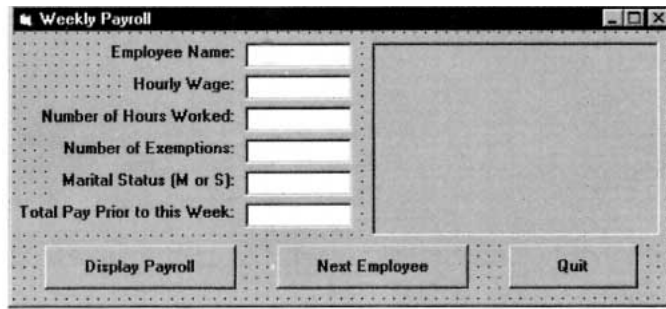 Weekly Payroll
Employee Name:
Hourly Wage:
Number of Hours Worked:
Number of Exemptions:
Marital Status (M or S):
Total Pay Prior to this Week:
Display Payroll Next Employee Quit